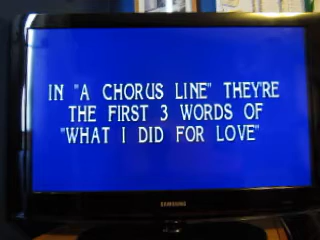 IN "A CHORUS LINE" THEY'RE
THE FIRST 3 WORDS OF
"WHAT I DID FOR LOVE"
SAMSUNG